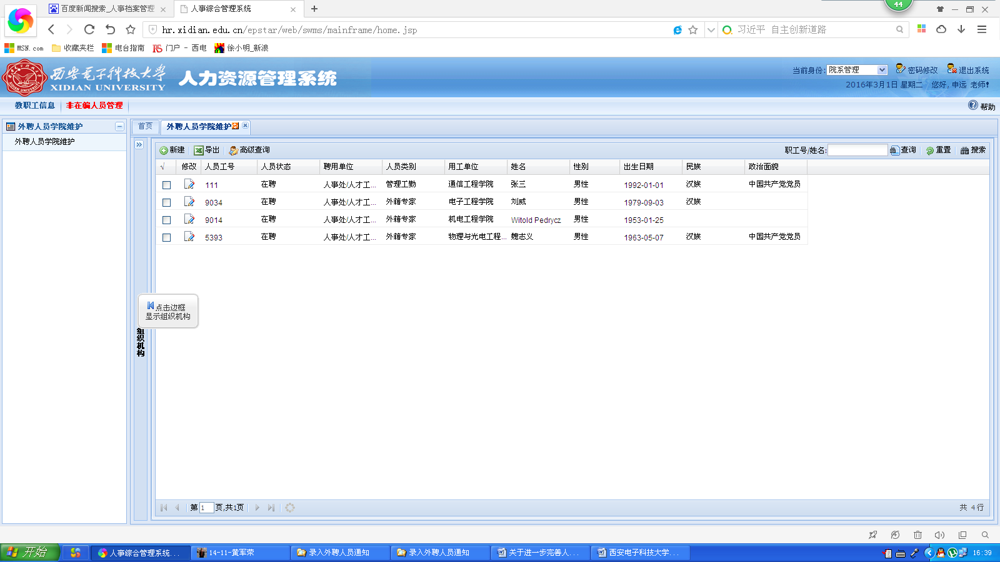 百度新闻搜索_人事档案管理
人事综合管理系统
44
hr.xidian.edu.cn/epstar/web/swms/mainframe/home.jsp
习近平 自主创新道路
MSN.com
收藏夹栏
电台指南
门户 - 西电
徐小明_新浪
西安电子科技大学
XIDIAN UNIVERSITY
人力资源管理系统
当前身份: 院系管理 密码修改 退出系统
2016年3月1日 星期二 您好, 申远 老师!
教职工信息 非在编人员管理
帮助
外聘人员学院维护
外聘人员学院维护
首页 外聘人员学院维护
新建 导出 高级查询
职工号/姓名: 查询 重置 搜索
√ 修改 人员工号 人员状态 聘用单位 人员类别 用工单位 姓名 性别 出生日期 民族 政治面貌
111 在聘 人事处/人才工... 管理工勤 通信工程学院 张三 男性 1992-01-01 汉族 中国共产党党员
9034 在聘 人事处/人才工... 外籍专家 电子工程学院 刘威 男性 1979-09-03 汉族
9014 在聘 人事处/人才工... 外籍专家 机电工程学院 Witold Pedrycz 男性 1953-01-25
5393 在聘 人事处/人才工... 外籍专家 物理与光电工程... 魏志义 男性 1963-05-07 汉族 中国共产党党员
点击边框
显示组织机构
组织机构
第 1 页,共1页
共 4 行
开始
人事综合管理系统...
14-11-黄军荣
录入外聘人员通知
录入外聘人员通知
关于进一步完善人...
西安电子科技大学...
16:39